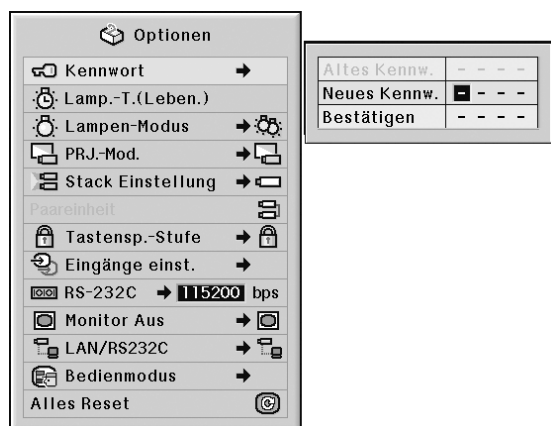 Optionen
Kennwort
Lamp.-T.(Leben.)
Lampen-Modus
PRJ.-Mod.
Stack Einstellung
Paareinheit
Tastensp.-Stufe
Eingänge einst.
RS-232C 115200 bps
Monitor Aus
LAN/RS232C
Bedienmodus
Alles Reset
Altes Kennw. - - - -
Neues Kennw. - - - -
Bestätigen - - - -